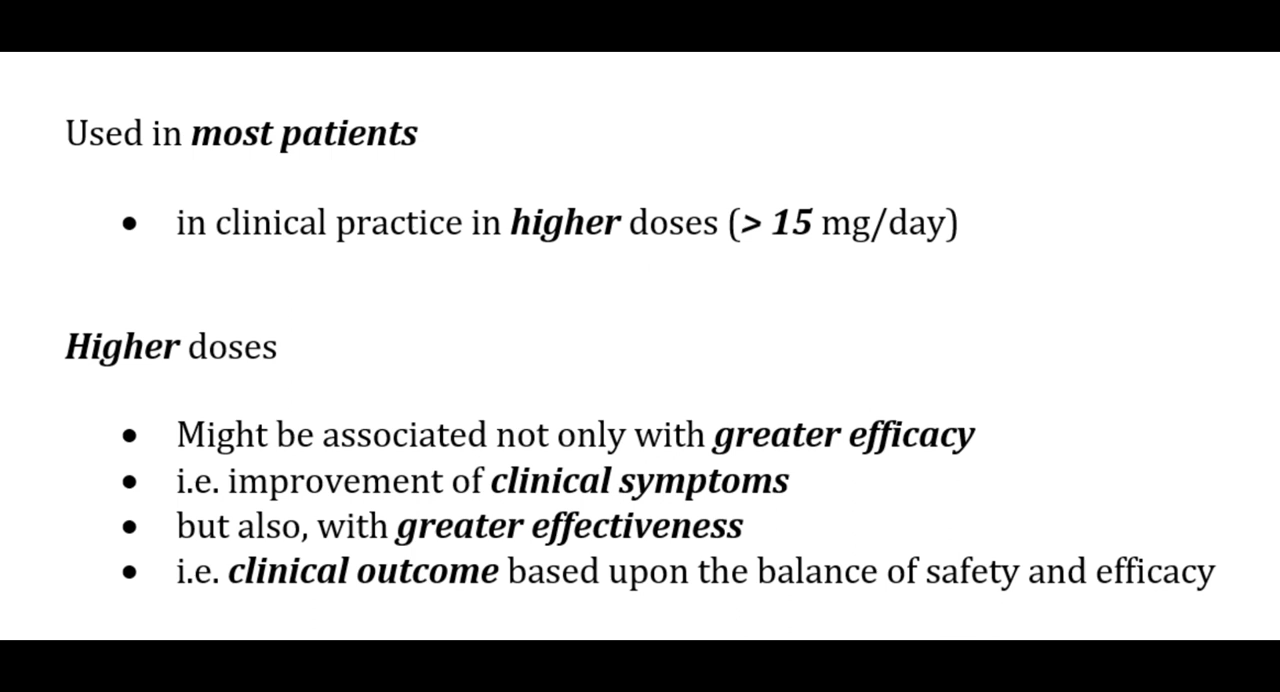 Used in most patients
• in clinical practice in higher doses (> 15 mg/day)
Higher doses
• Might be associated not only with greater efficacy
• i.e. improvement of clinical symptoms
• but also, with greater effectiveness
• i.e. clinical outcome based upon the balance of safety and efficacy